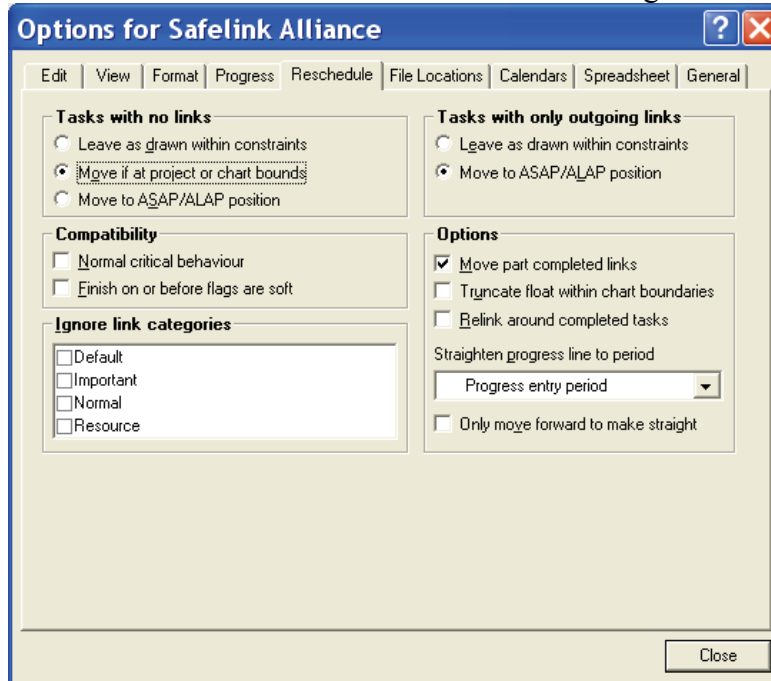 Options for Safelink Alliance
Edit View Format Progress Reschedule File Locations Calendars Spreadsheet General
Tasks with no links
Leave as drawn within constraints
Move if at project or chart bounds
Move to ASAP/ALAP position
Tasks with only outgoing links
Leave as drawn within constraints
Move to ASAP/ALAP position
Compatibility
Normal critical behaviour
Finish on or before flags are soft
Options
Move part completed links
Truncate float within chart boundaries
Relink around completed tasks
Straighten progress line to period
Progress entry period
Only move forward to make straight
Ignore link categories
Default
Important
Normal
Resource
Close